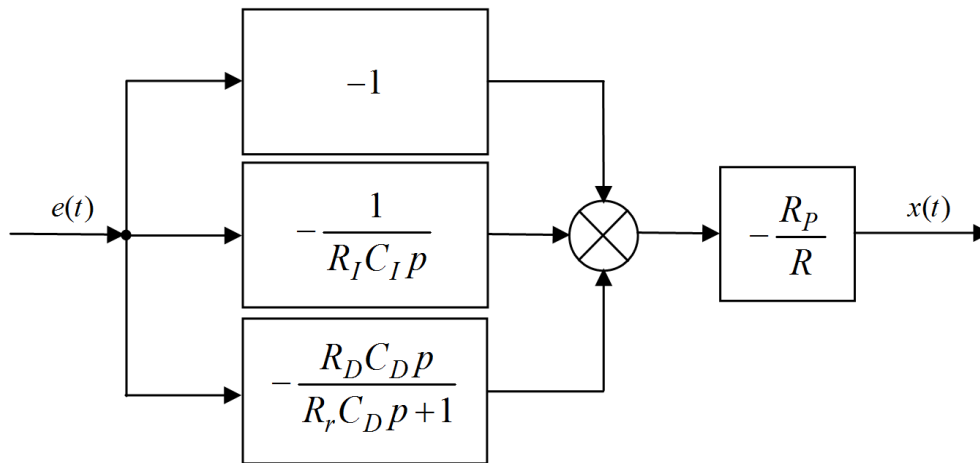 −1
e(t)
− 1 / R_I C_I p
− R_P / R
x(t)
− R_D C_D p / R_r C_D p + 1